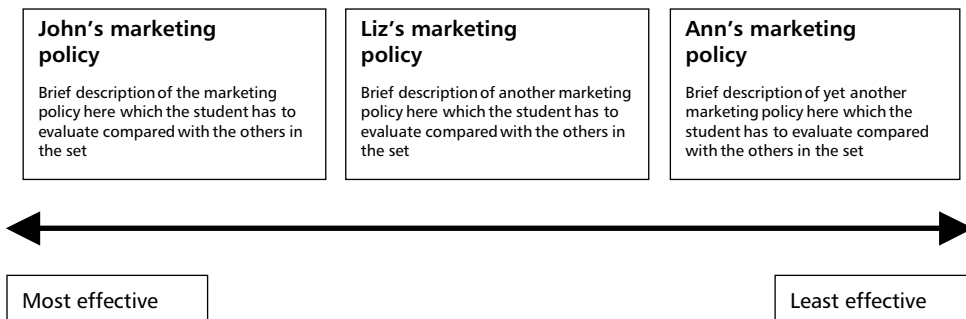 John’s marketing
policy
Brief description of the marketing
policy here which the student has to
evaluate compared with the others in
the set
Liz’s marketing
policy
Brief description of another marketing
policy here which the student has to
evaluate compared with the others in
the set
Ann’s marketing
policy
Brief description of yet another
marketing policy here which the
student has to evaluate compared
with the others in the set
Most effective
Least effective